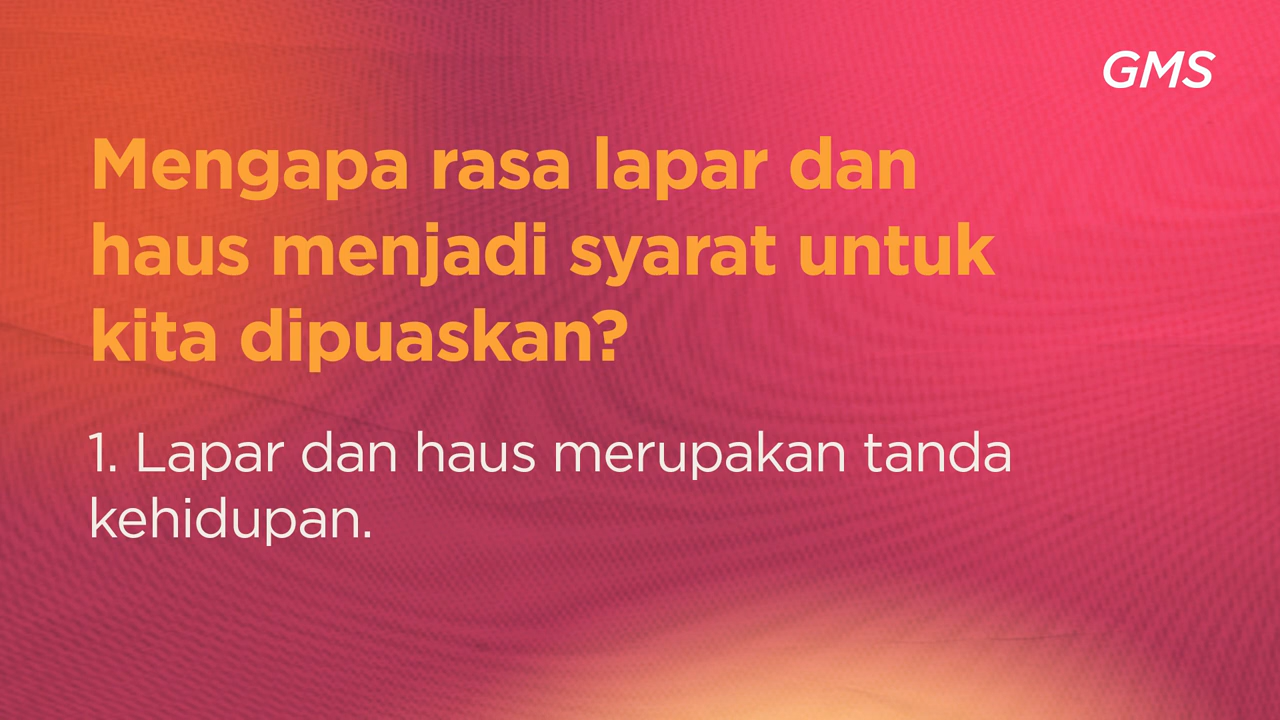 GMS
Mengapa rasa lapar dan
haus menjadi syarat untuk
kita dipuaskan?
1. Lapar dan haus merupakan tanda
kehidupan.